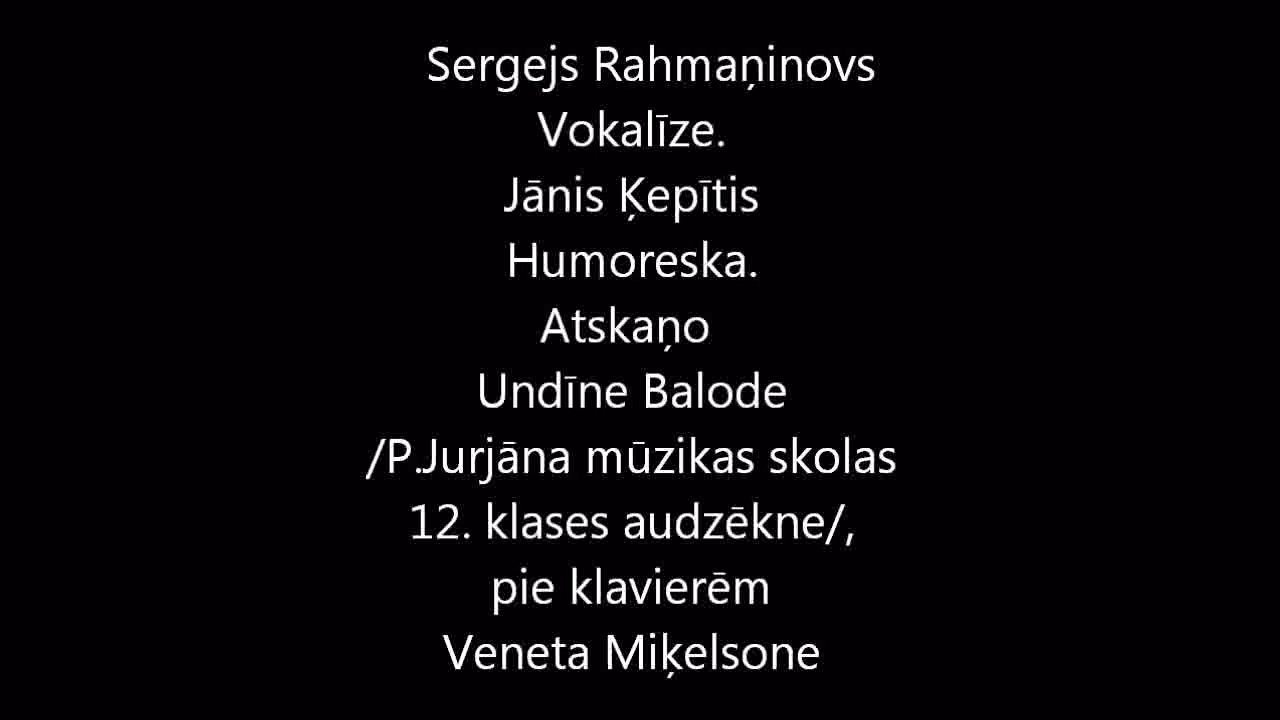 Sergejs Rahmaņinovs
Vokalīze.
Jānis Ķepītis
Humoreska.
Atskaņo
Undīne Balode
/P.Jurjāna mūzikas skolas
12. klases audzēkne/,
pie klavierēm
Veneta Miķelsone